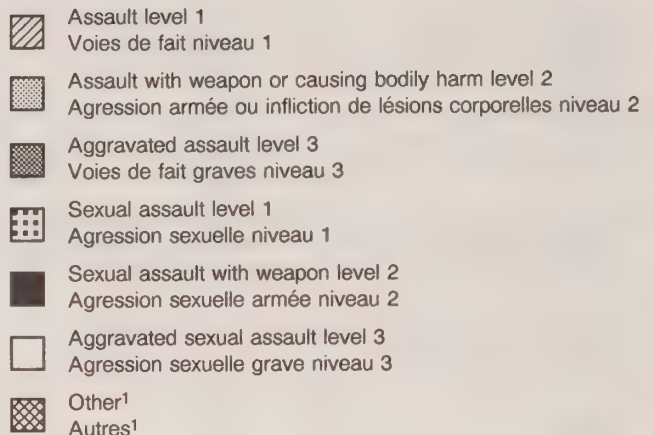 Assault level 1
Voies de fait niveau 1
Assault with weapon or causing bodily harm level 2
Agression armée ou infliction de lésions corporelles niveau 2
Aggravated assault level 3
Voies de fait graves niveau 3
Sexual assault level 1
Agression sexuelle niveau 1
Sexual assault with weapon level 2
Agression sexuelle armée niveau 2
Aggravated sexual assault level 3
Agression sexuelle grave niveau 3
Other¹
Autres¹